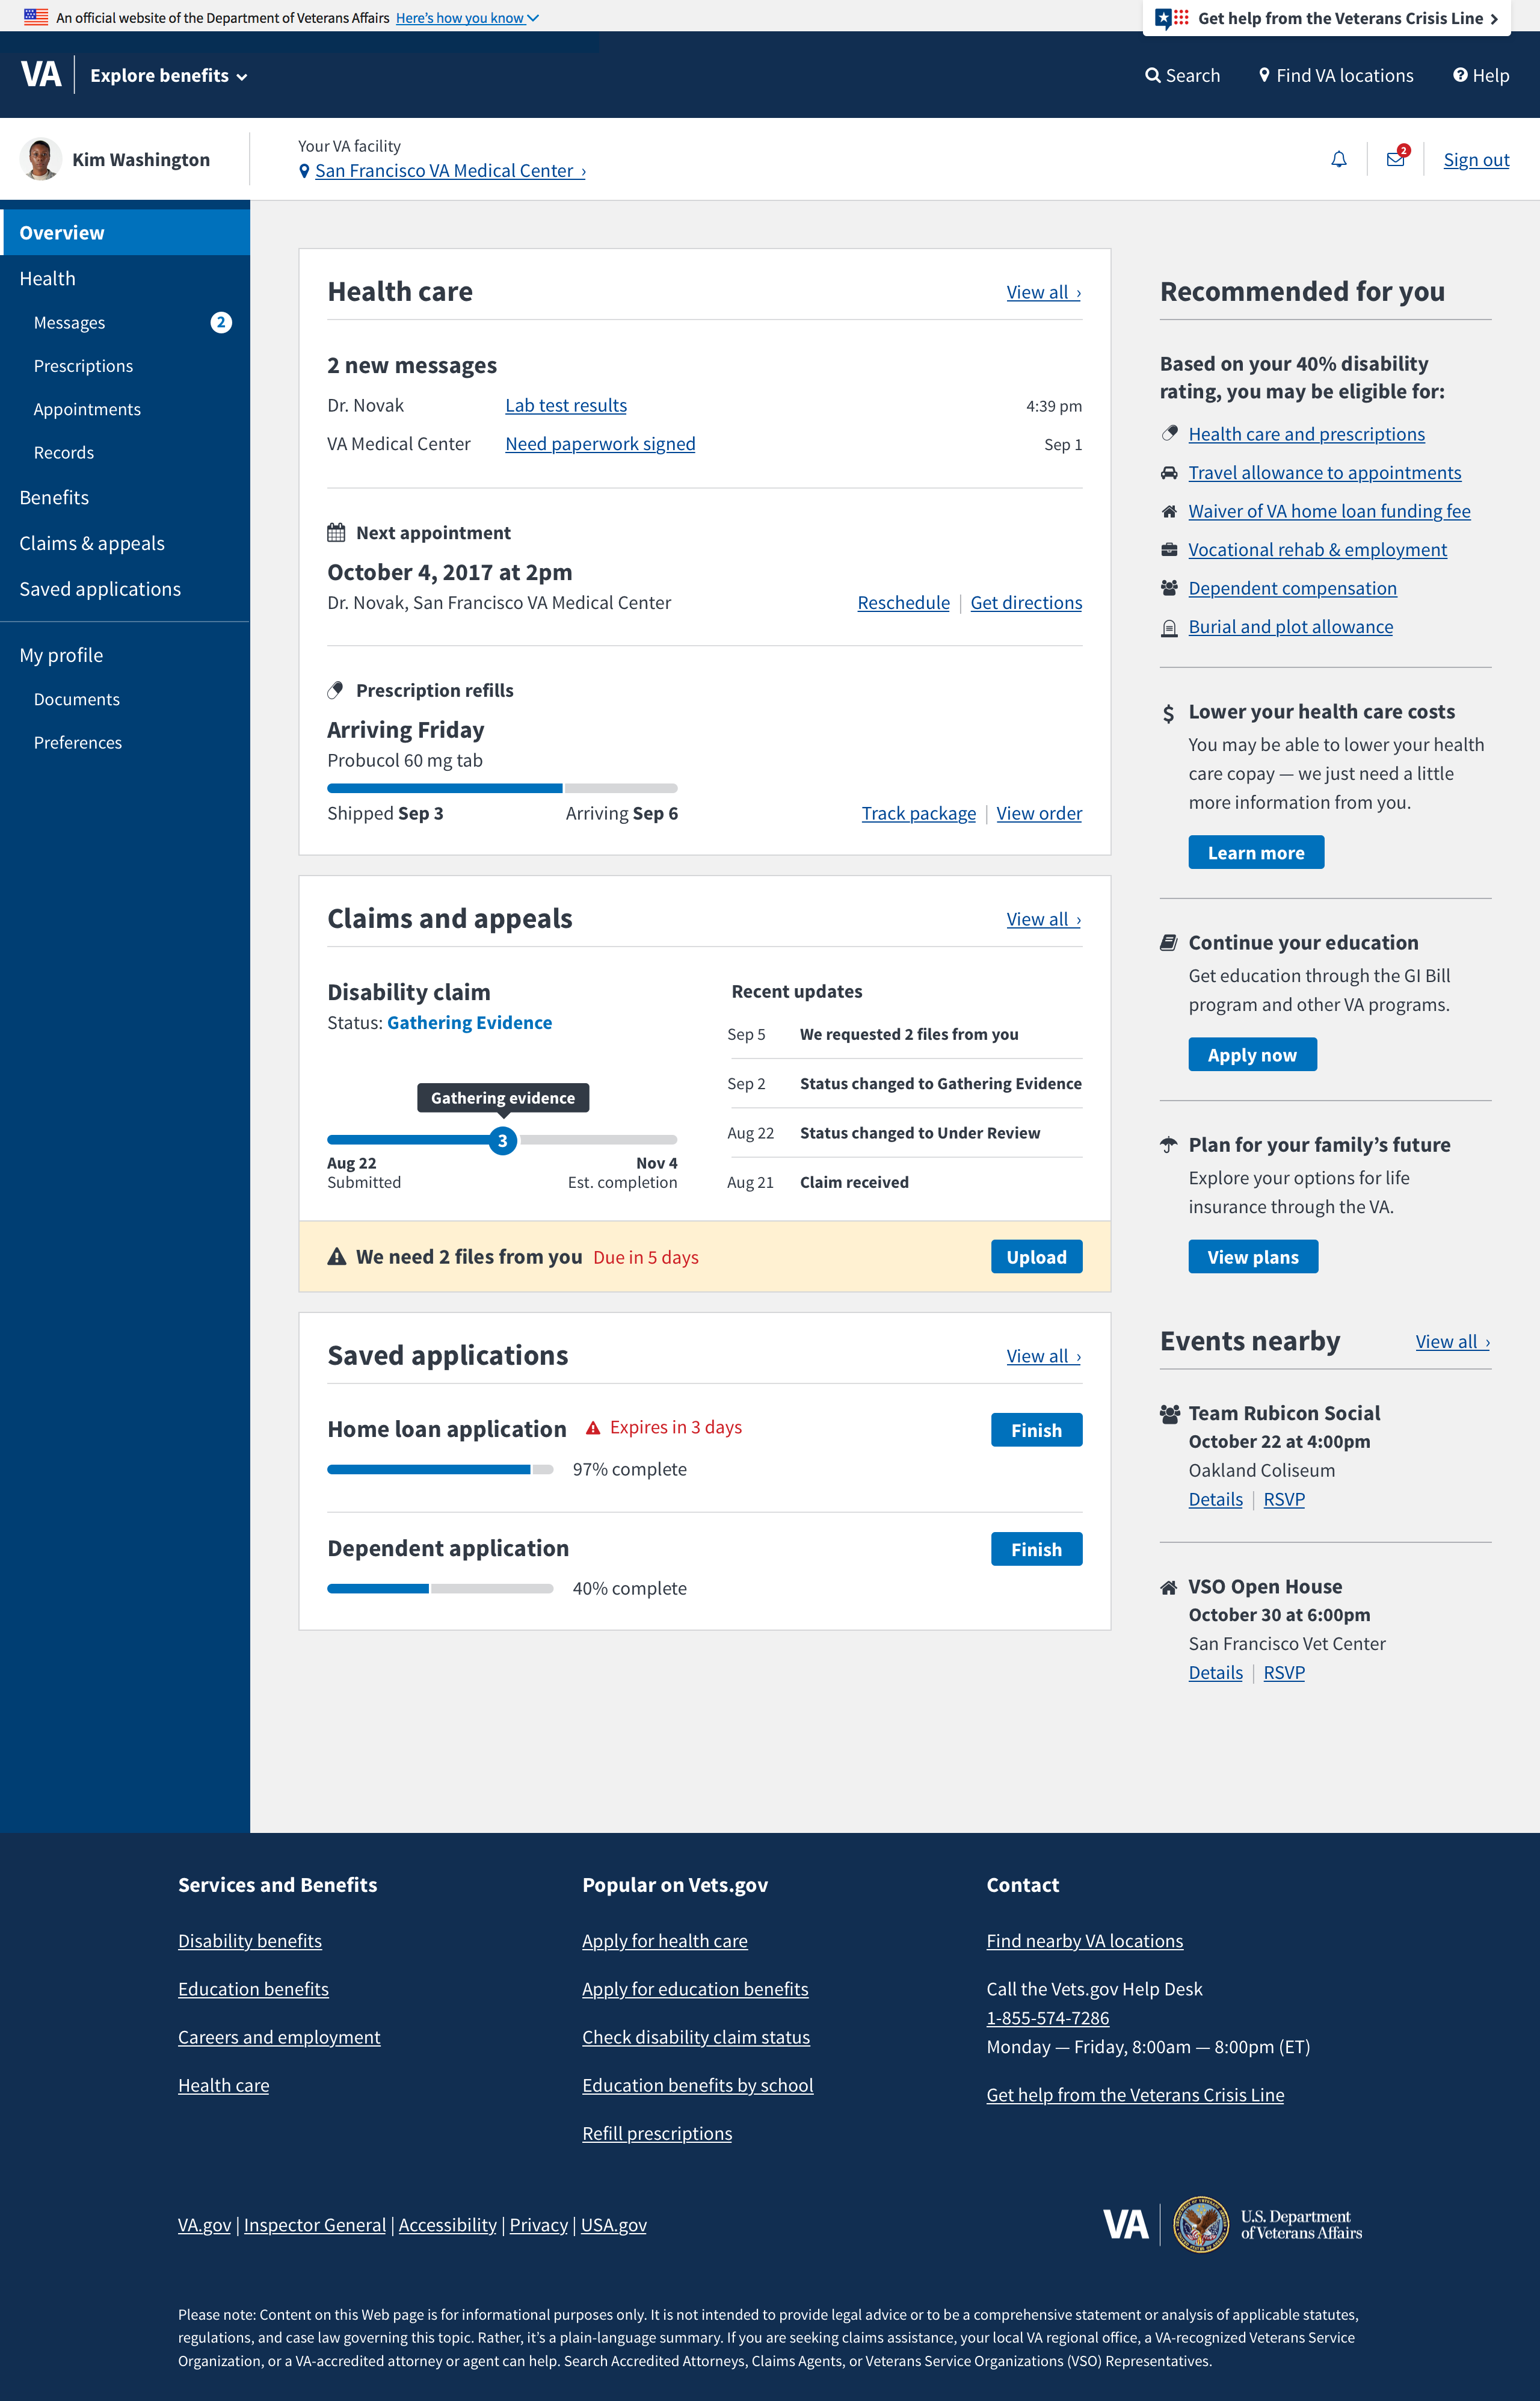 An official website of the Department of Veterans Affairs Here's how you know
Get help from the Veterans Crisis Line
VA Explore benefits
Search Find VA locations Help
Kim Washington
Your VA facility
San Francisco VA Medical Center ›
2
Sign out
Overview
Health
Messages 2
Prescriptions
Appointments
Records
Benefits
Claims & appeals
Saved applications
My profile
Documents
Preferences
Health care View all ›
2 new messages
Dr. Novak Lab test results 4:39 pm
VA Medical Center Need paperwork signed Sep 1
Next appointment
October 4, 2017 at 2pm
Dr. Novak, San Francisco VA Medical Center Reschedule | Get directions
Prescription refills
Arriving Friday
Probucol 60 mg tab
Shipped Sep 3 Arriving Sep 6 Track package | View order
Claims and appeals View all ›
Disability claim
Status: Gathering Evidence
Gathering evidence
3
Aug 22 Nov 4
Submitted Est. completion
Recent updates
Sep 5 We requested 2 files from you
Sep 2 Status changed to Gathering Evidence
Aug 22 Status changed to Under Review
Aug 21 Claim received
We need 2 files from you Due in 5 days Upload
Saved applications View all ›
Home loan application Expires in 3 days Finish
97% complete
Dependent application Finish
40% complete
Recommended for you
Based on your 40% disability
rating, you may be eligible for:
Health care and prescriptions
Travel allowance to appointments
Waiver of VA home loan funding fee
Vocational rehab & employment
Dependent compensation
Burial and plot allowance
$ Lower your health care costs
You may be able to lower your health
care copay — we just need a little
more information from you.
Learn more
Continue your education
Get education through the GI Bill
program and other VA programs.
Apply now
Plan for your family’s future
Explore your options for life
insurance through the VA.
View plans
Events nearby View all ›
Team Rubicon Social
October 22 at 4:00pm
Oakland Coliseum
Details | RSVP
VSO Open House
October 30 at 6:00pm
San Francisco Vet Center
Details | RSVP
Services and Benefits
Disability benefits
Education benefits
Careers and employment
Health care
Popular on Vets.gov
Apply for health care
Apply for education benefits
Check disability claim status
Education benefits by school
Refill prescriptions
Contact
Find nearby VA locations
Call the Vets.gov Help Desk
1-855-574-7286
Monday — Friday, 8:00am — 8:00pm (ET)
Get help from the Veterans Crisis Line
VA.gov | Inspector General | Accessibility | Privacy | USA.gov
VA
U.S. Department
of Veterans Affairs
Please note: Content on this Web page is for informational purposes only. It is not intended to provide legal advice or to be a comprehensive statement or analysis of applicable statutes,
regulations, and case law governing this topic. Rather, it’s a plain-language summary. If you are seeking claims assistance, your local VA regional office, a VA-recognized Veterans Service
Organization, or a VA-accredited attorney or agent can help. Search Accredited Attorneys, Claims Agents, or Veterans Service Organizations (VSO) Representatives.